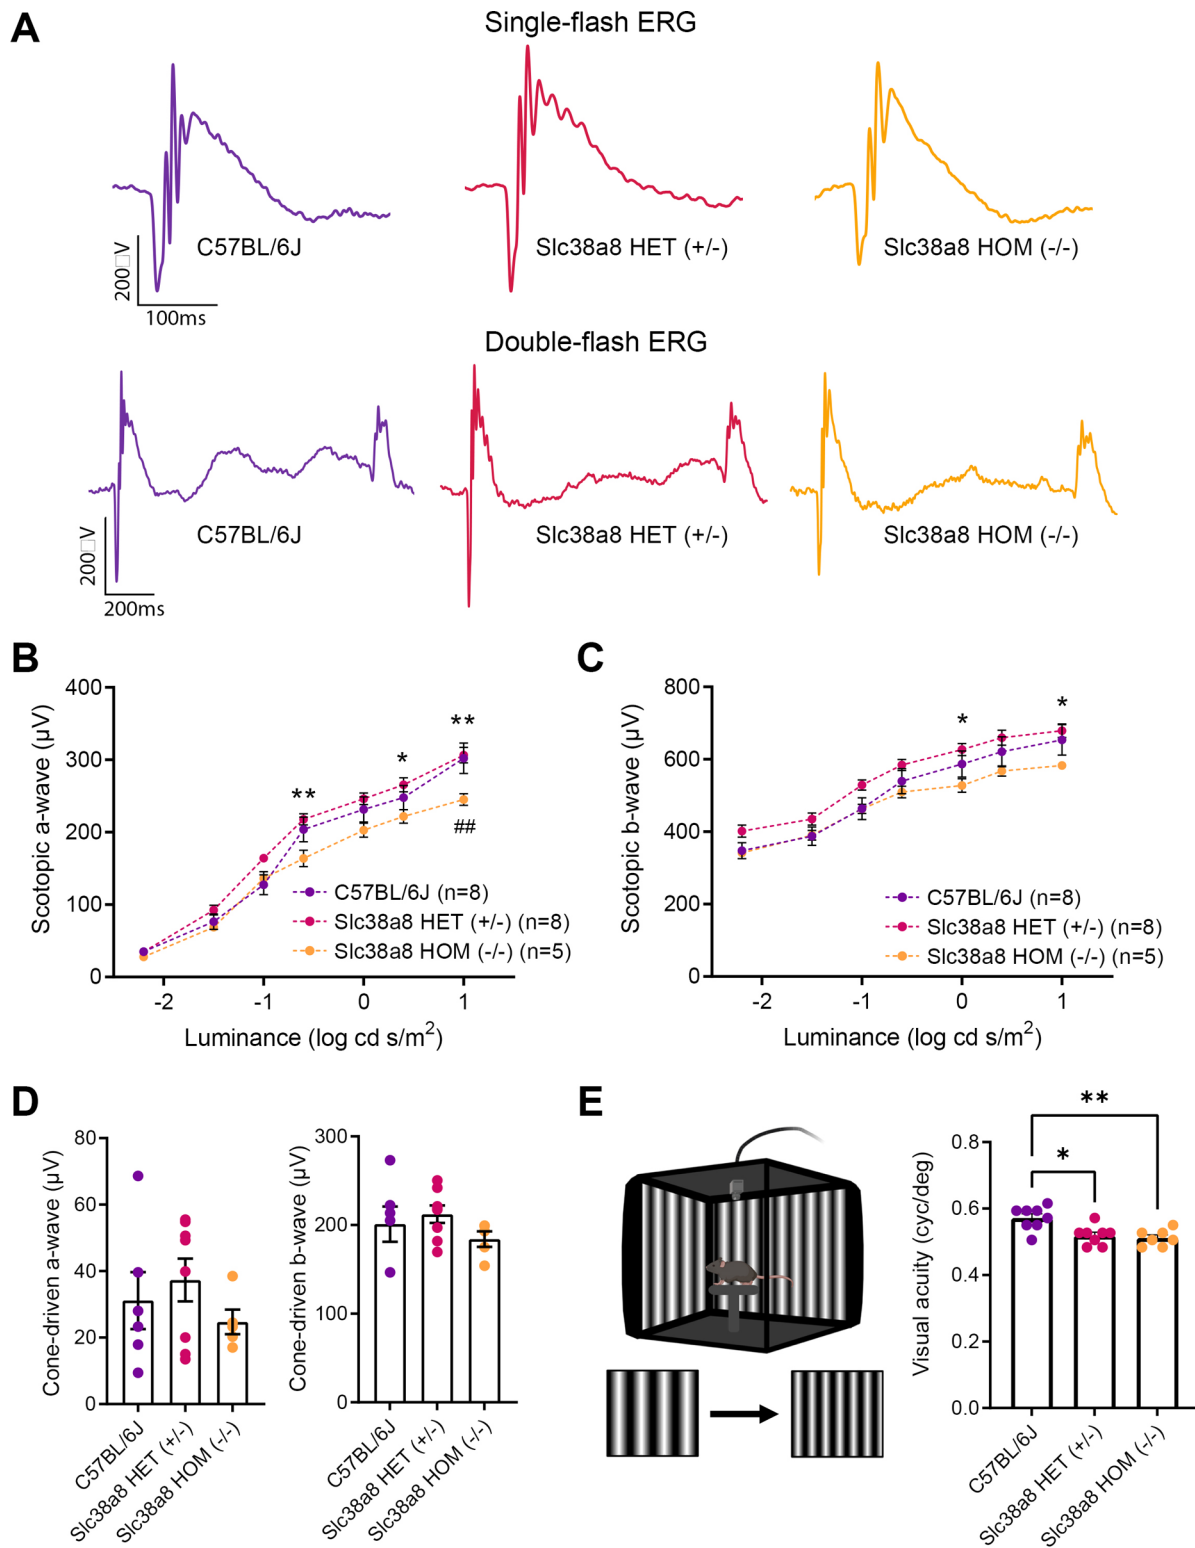 A
Single-flash ERG
C57BL/6J
Slc38a8 HET (+/-)
Slc38a8 HOM (-/-)
200□V
100ms
Double-flash ERG
C57BL/6J
Slc38a8 HET (+/-)
Slc38a8 HOM (-/-)
200□V
200ms
B
Scotopic a-wave (µV)
400
300
200
100
0
-2
-1
0
1
Luminance (log cd s/m²)
**
*
**
##
C57BL/6J (n=8)
Slc38a8 HET (+/-) (n=8)
Slc38a8 HOM (-/-) (n=5)
C
Scotopic b-wave (µV)
800
600
400
200
0
-2
-1
0
1
Luminance (log cd s/m²)
*
*
C57BL/6J (n=8)
Slc38a8 HET (+/-) (n=8)
Slc38a8 HOM (-/-) (n=5)
D
Cone-driven a-wave (µV)
80
60
40
20
0
C57BL/6J
Slc38a8 HET (+/-)
Slc38a8 HOM (-/-)
Cone-driven b-wave (µV)
300
200
100
0
C57BL/6J
Slc38a8 HET (+/-)
Slc38a8 HOM (-/-)
E
Visual acuity (cyc/deg)
0.8
0.6
0.4
0.2
0.0
**
*
C57BL/6J
Slc38a8 HET (+/-)
Slc38a8 HOM (-/-)